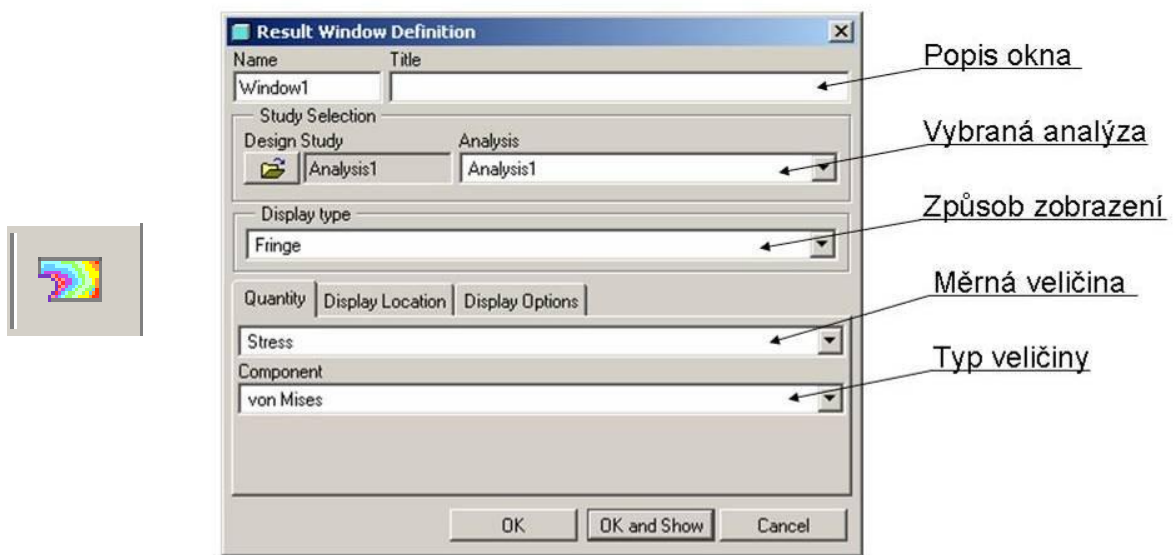 Result Window Definition
Name Title
Window1
Popis okna
Study Selection
Design Study Analysis
Analysis1 Analysis1
Vybraná analýza
Display type
Fringe
Způsob zobrazení
Quantity Display Location Display Options
Stress
Měrná veličina
Component
von Mises
Typ veličiny
OK OK and Show Cancel